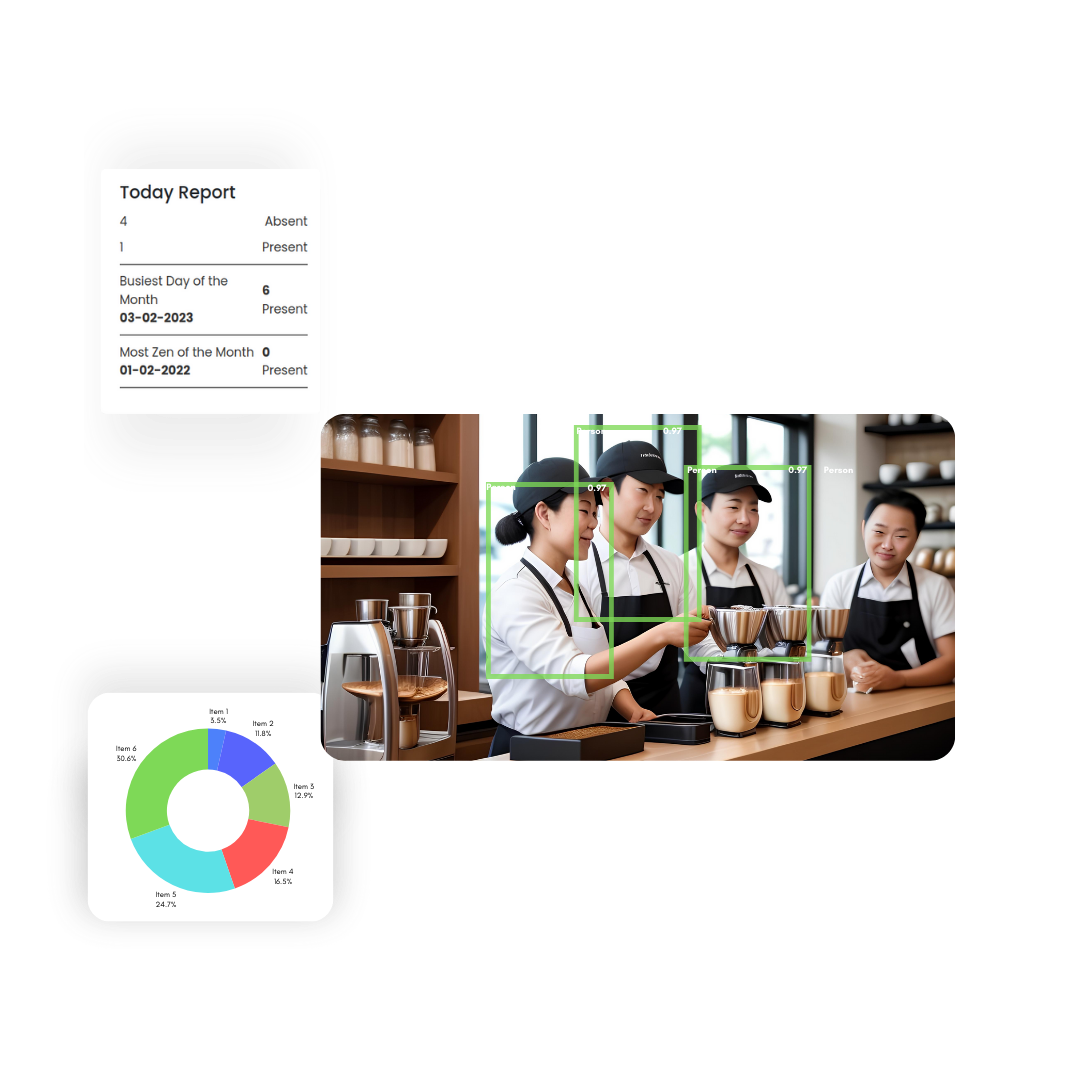 Today Report
4 Absent
1 Present
Busiest Day of the
Month
03-02-2023
6
Present
Most Zen of the Month 0
01-02-2022 Present
Person 0.97
Person 0.97
Person 0.97
Person
Item 1
3.5%
Item 2
11.8%
Item 3
12.9%
Item 4
16.5%
Item 5
24.7%
Item 6
30.6%